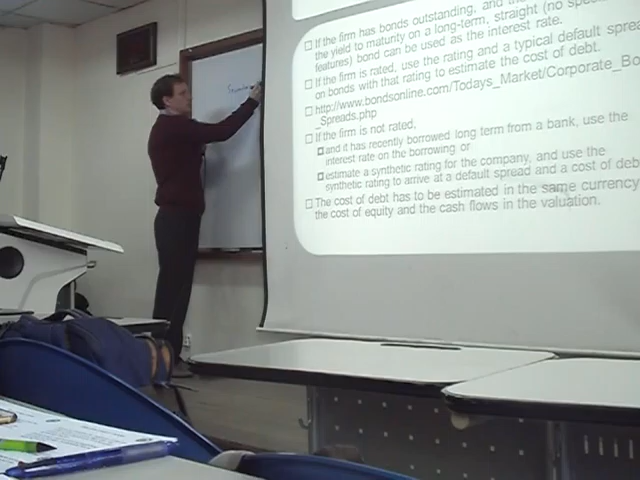 If the firm has bonds outstanding, and the
the yield to maturity on a long-term, straight (no special
features) bond can be used as the interest rate.
If the firm is rated, use the rating and a typical default sprea
on bonds with that rating to estimate the cost of debt.
http://www.bondsonline.com/Todays_Market/Corporate_Bo
_Spreads.php
If the firm is not rated,
and it has recently borrowed long term from a bank, use the
interest rate on the borrowing or
estimate a synthetic rating for the company, and use the
synthetic rating to arrive at a default spread and a cost of deb
The cost of debt has to be estimated in the same currency
the cost of equity and the cash flows in the valuation.